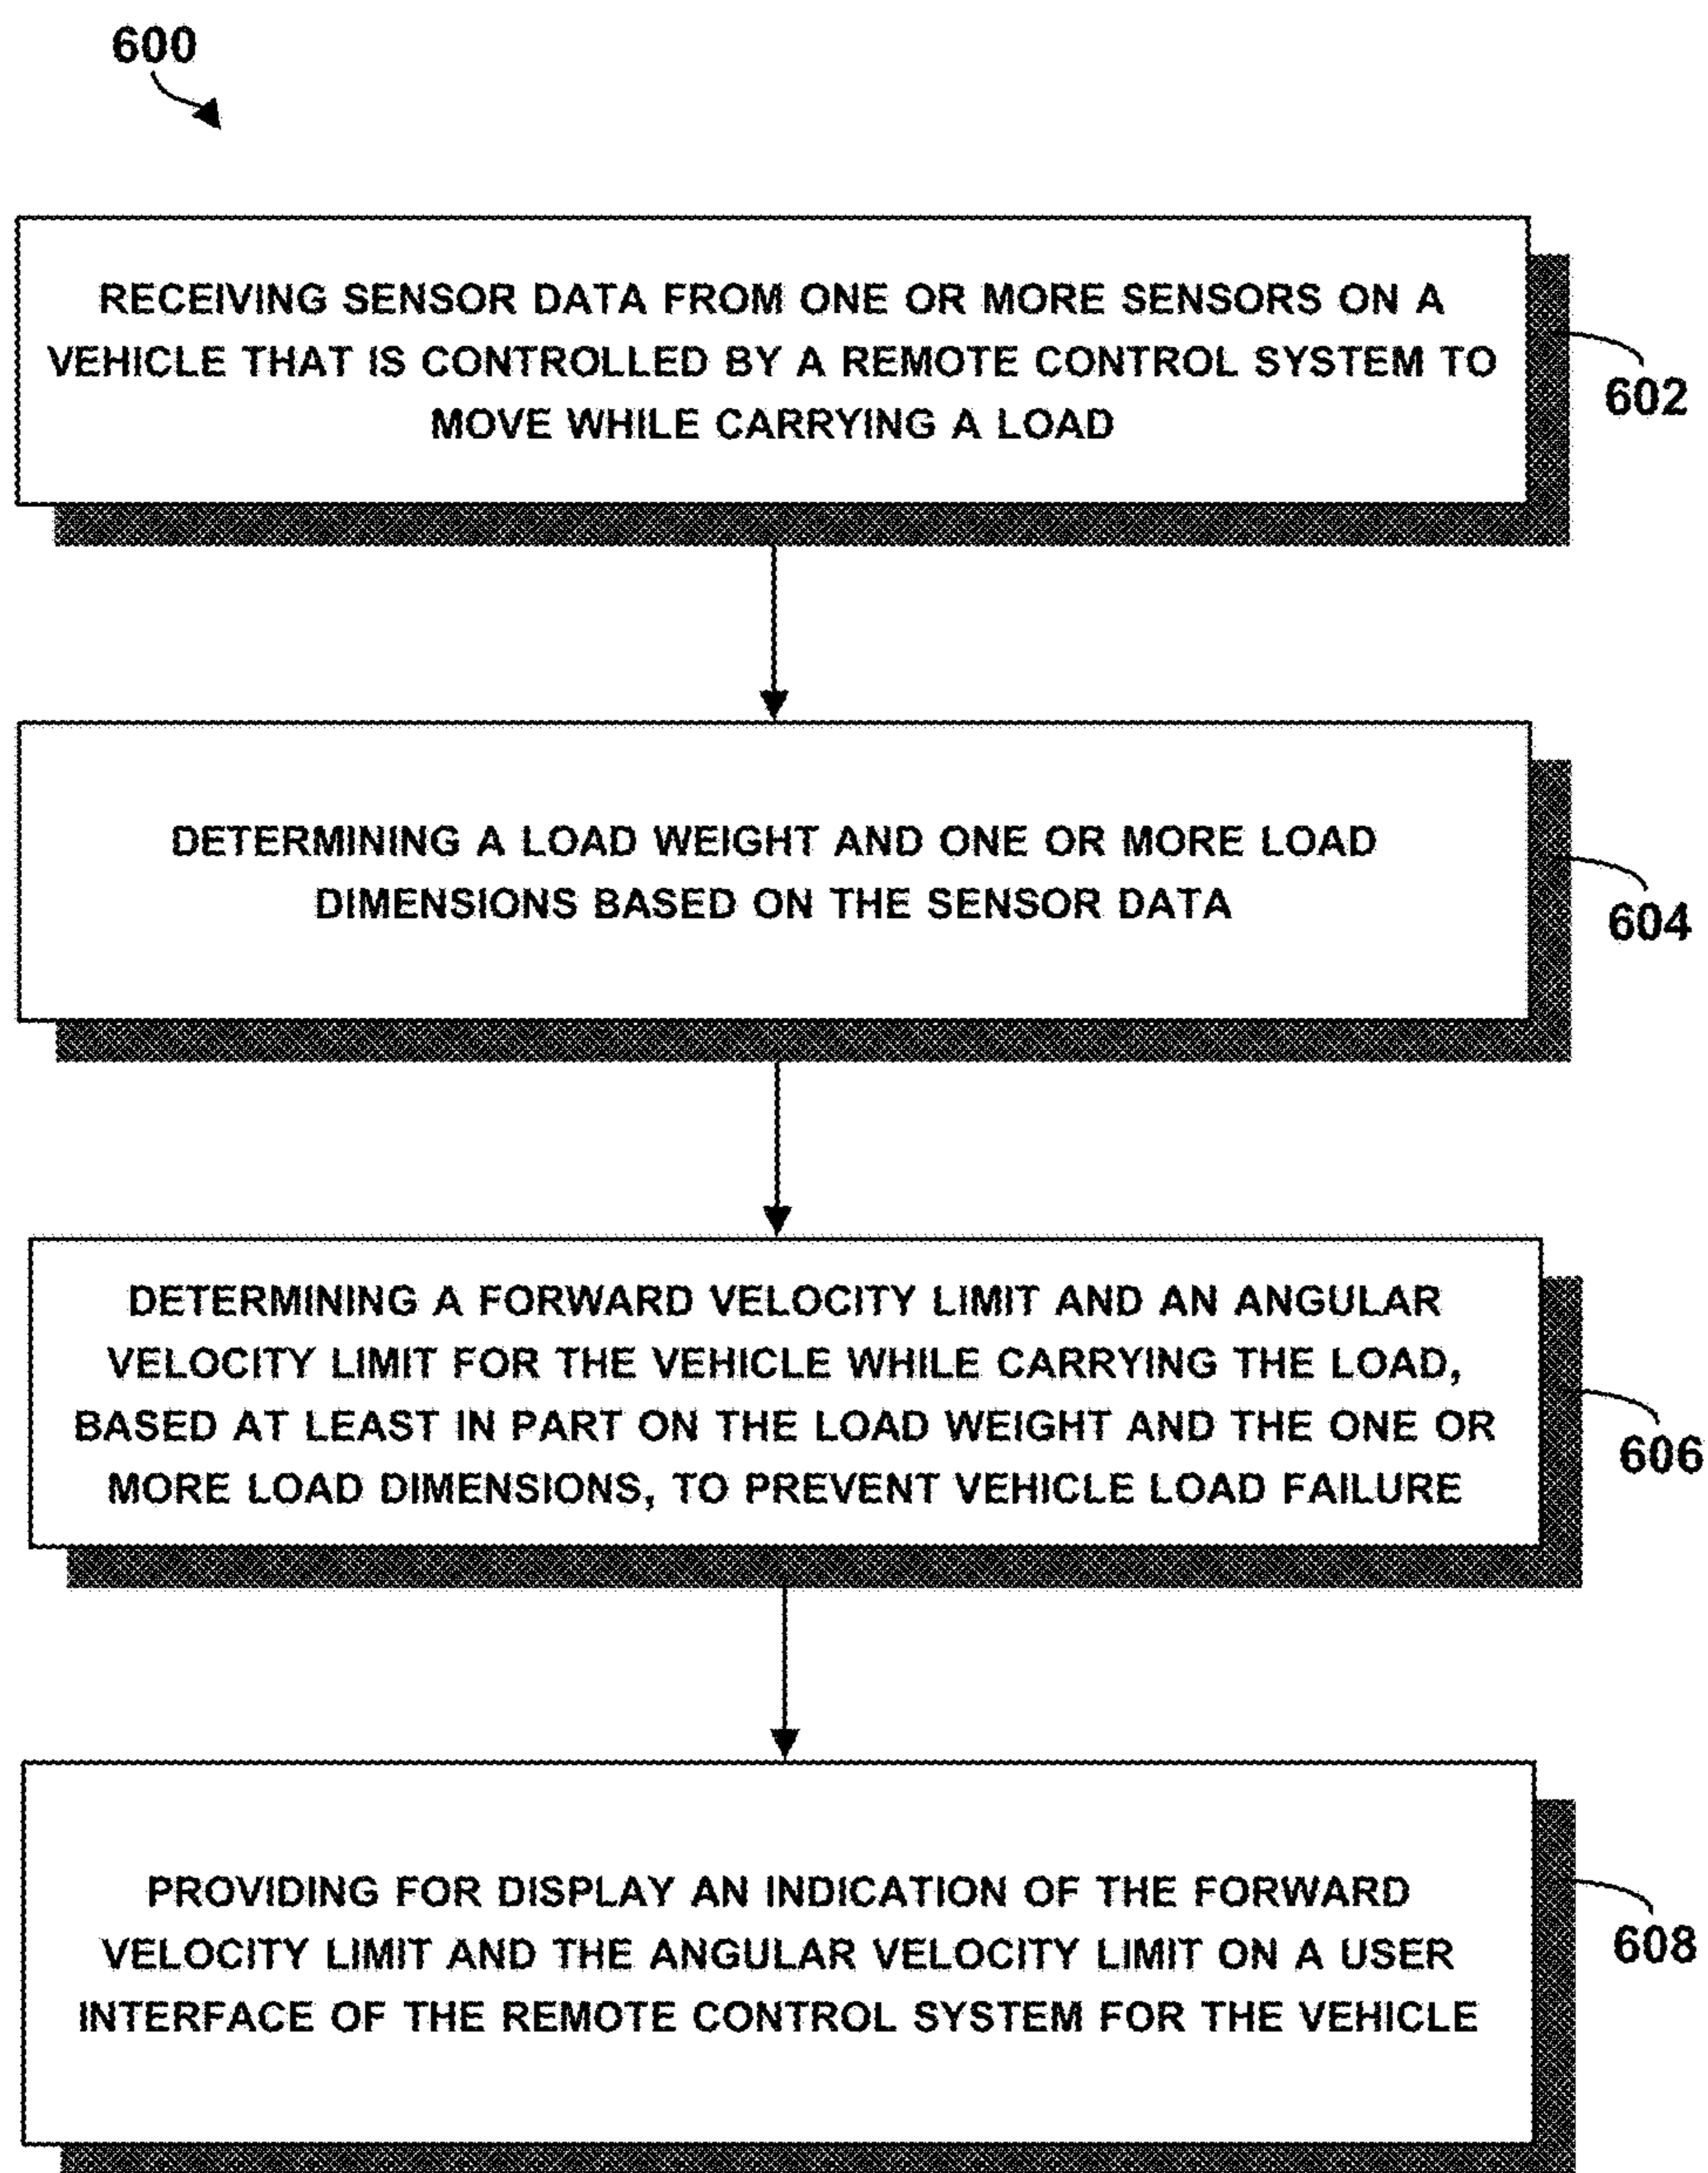 600
RECEIVING SENSOR DATA FROM ONE OR MORE SENSORS ON A
VEHICLE THAT IS CONTROLLED BY A REMOTE CONTROL SYSTEM TO
MOVE WHILE CARRYING A LOAD
602
DETERMINING A LOAD WEIGHT AND ONE OR MORE LOAD
DIMENSIONS BASED ON THE SENSOR DATA
604
DETERMINING A FORWARD VELOCITY LIMIT AND AN ANGULAR
VELOCITY LIMIT FOR THE VEHICLE WHILE CARRYING THE LOAD,
BASED AT LEAST IN PART ON THE LOAD WEIGHT AND THE ONE OR
MORE LOAD DIMENSIONS, TO PREVENT VEHICLE LOAD FAILURE
606
PROVIDING FOR DISPLAY AN INDICATION OF THE FORWARD
VELOCITY LIMIT AND THE ANGULAR VELOCITY LIMIT ON A USER
INTERFACE OF THE REMOTE CONTROL SYSTEM FOR THE VEHICLE
608